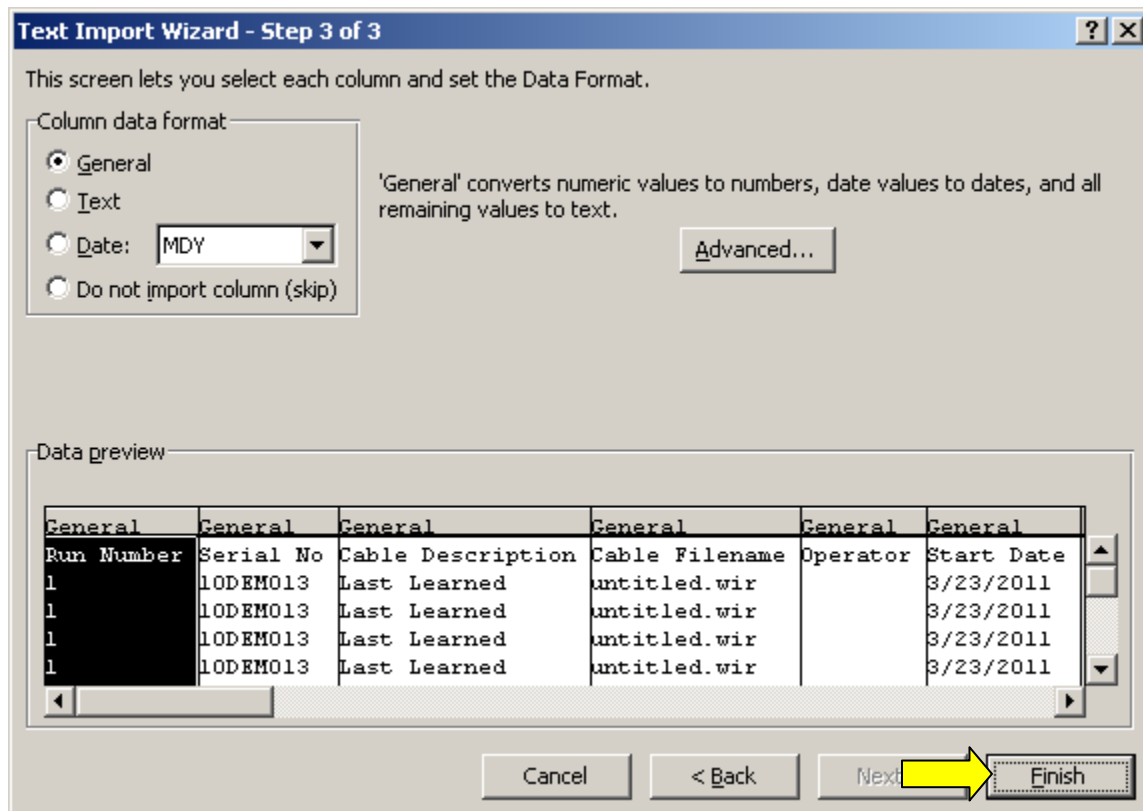 Text Import Wizard - Step 3 of 3
This screen lets you select each column and set the Data Format.
Column data format
General
Text
Date: MDY
Do not import column (skip)
'General' converts numeric values to numbers, date values to dates, and all
remaining values to text.
Advanced...
Data preview
General General General General General General
Run Number Serial No Cable Description Cable Filename Operator Start Date
1 10DEMO13 Last Learned untitled.wir 3/23/2011
1 10DEMO13 Last Learned untitled.wir 3/23/2011
1 10DEMO13 Last Learned untitled.wir 3/23/2011
1 10DEMO13 Last Learned untitled.wir 3/23/2011
Cancel < Back Next Finish